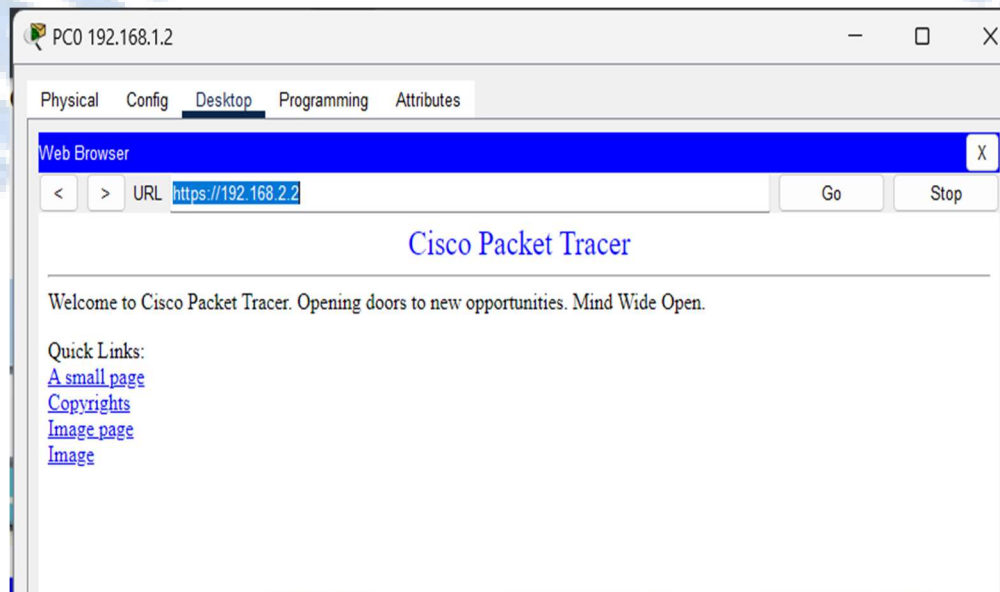 PC0 192.168.1.2
Physical Config Desktop Programming Attributes
Web Browser X
< > URL https://192.168.2.2 Go Stop
Cisco Packet Tracer
Welcome to Cisco Packet Tracer. Opening doors to new opportunities. Mind Wide Open.
Quick Links:
A small page
Copyrights
Image page
Image